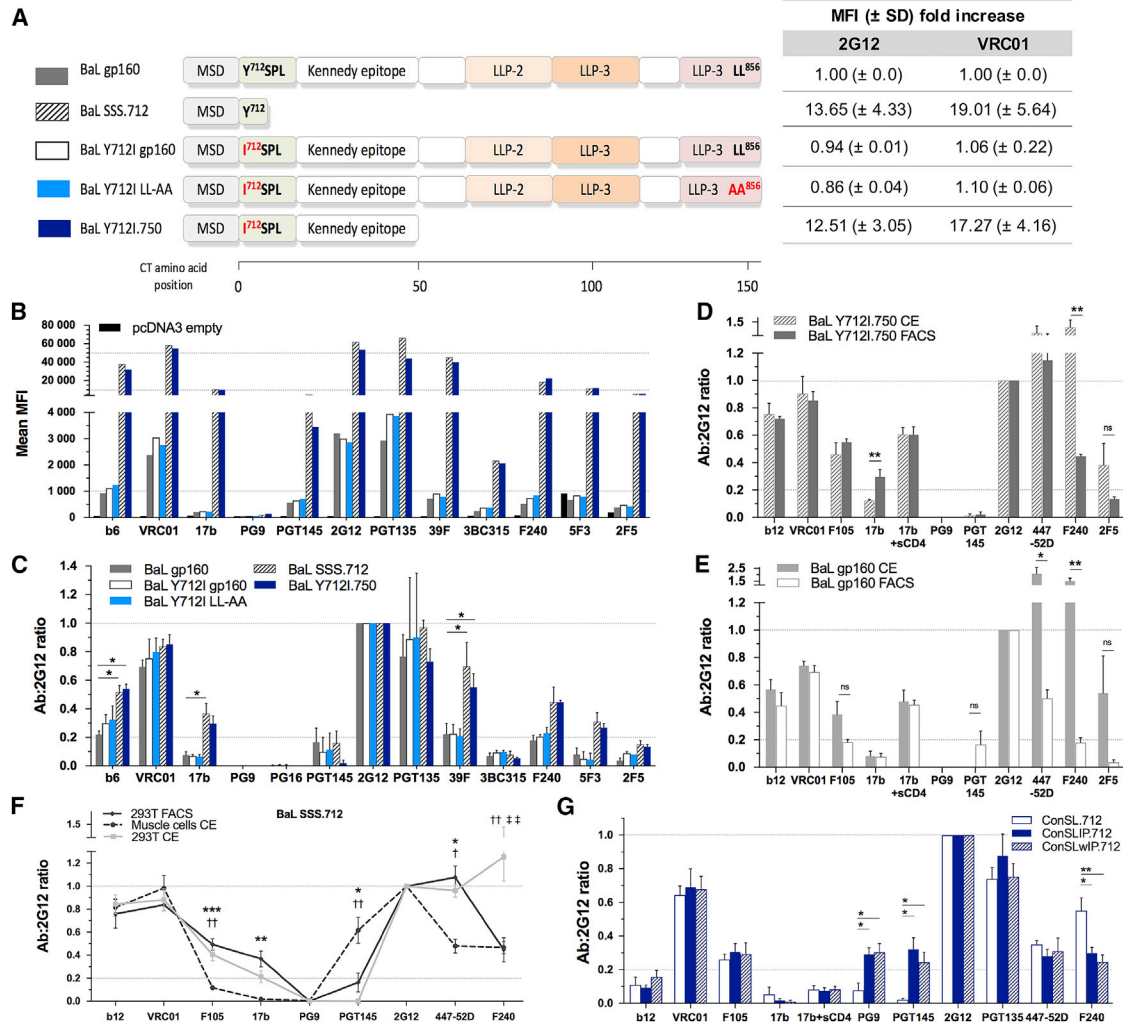 A
MFI (± SD) fold increase
2G12 VRC01
BaL gp160 MSD Y712SPL Kennedy epitope LLP-2 LLP-3 LLP-3 LL856 1.00 (± 0.0) 1.00 (± 0.0)
BaL SSS.712 MSD Y712 13.65 (± 4.33) 19.01 (± 5.64)
BaL Y712I gp160 MSD I712SPL Kennedy epitope LLP-2 LLP-3 LLP-3 LL856 0.94 (± 0.01) 1.06 (± 0.22)
BaL Y712I LL-AA MSD I712SPL Kennedy epitope LLP-2 LLP-3 LLP-3 AA856 0.86 (± 0.04) 1.10 (± 0.06)
BaL Y712I.750 MSD I712SPL Kennedy epitope 12.51 (± 3.05) 17.27 (± 4.16)
CT amino acid
position
0 50 100 150
B
pcDNA3 empty
Mean MFI
80 000
60 000
40 000
20 000
4 000
3 000
2 000
1 000
0
b6 VRC01 17b PG9 PGT145 2G12 PGT135 39F 3BC315 F240 5F3 2F5
C
BaL gp160 BaL SSS.712
BaL Y712I gp160 BaL Y712I.750
BaL Y712I LL-AA
Ab:2G12 ratio
1.4
1.2
1.0
0.8
0.6
0.4
0.2
0.0
* * * * *
b6 VRC01 17b PG9 PG16 PGT145 2G12 PGT135 39F 3BC315 F240 5F3 2F5
D
BaL Y712I.750 CE
BaL Y712I.750 FACS
Ab:2G12 ratio
1.5
1.2
1.0
0.8
0.6
0.4
0.2
0.0
** ** ns
b12 VRC01 F105 17b 17b PG9 PGT 2G12 447 F240 2F5
+sCD4 145 -52D
E
BaL gp160 CE
BaL gp160 FACS
Ab:2G12 ratio
2.5
1.5
1.2
1.0
0.8
0.6
0.4
0.2
0.0
ns ns * ** ns
b12 VRC01 F105 17b 17b PG9 PGT 2G12 447 F240 2F5
+sCD4 145 -52D
F
BaL SSS.712
293T FACS
Muscle cells CE
293T CE
Ab:2G12 ratio
1.5
1.2
1.0
0.8
0.6
0.4
0.2
0.0
*** ** * * †† ‡‡
†† †† †
b12 VRC01 F105 17b PG9 PGT145 2G12 447-52D F240
G
ConSL.712
ConSLIP.712
ConSLwIP.712
Ab:2G12 ratio
1.0
0.8
0.6
0.4
0.2
0.0
* * **
* * *
b12 VRC01 F105 17b 17b+sCD4 PG9 PGT145 2G12 PGT135 447-52D F240